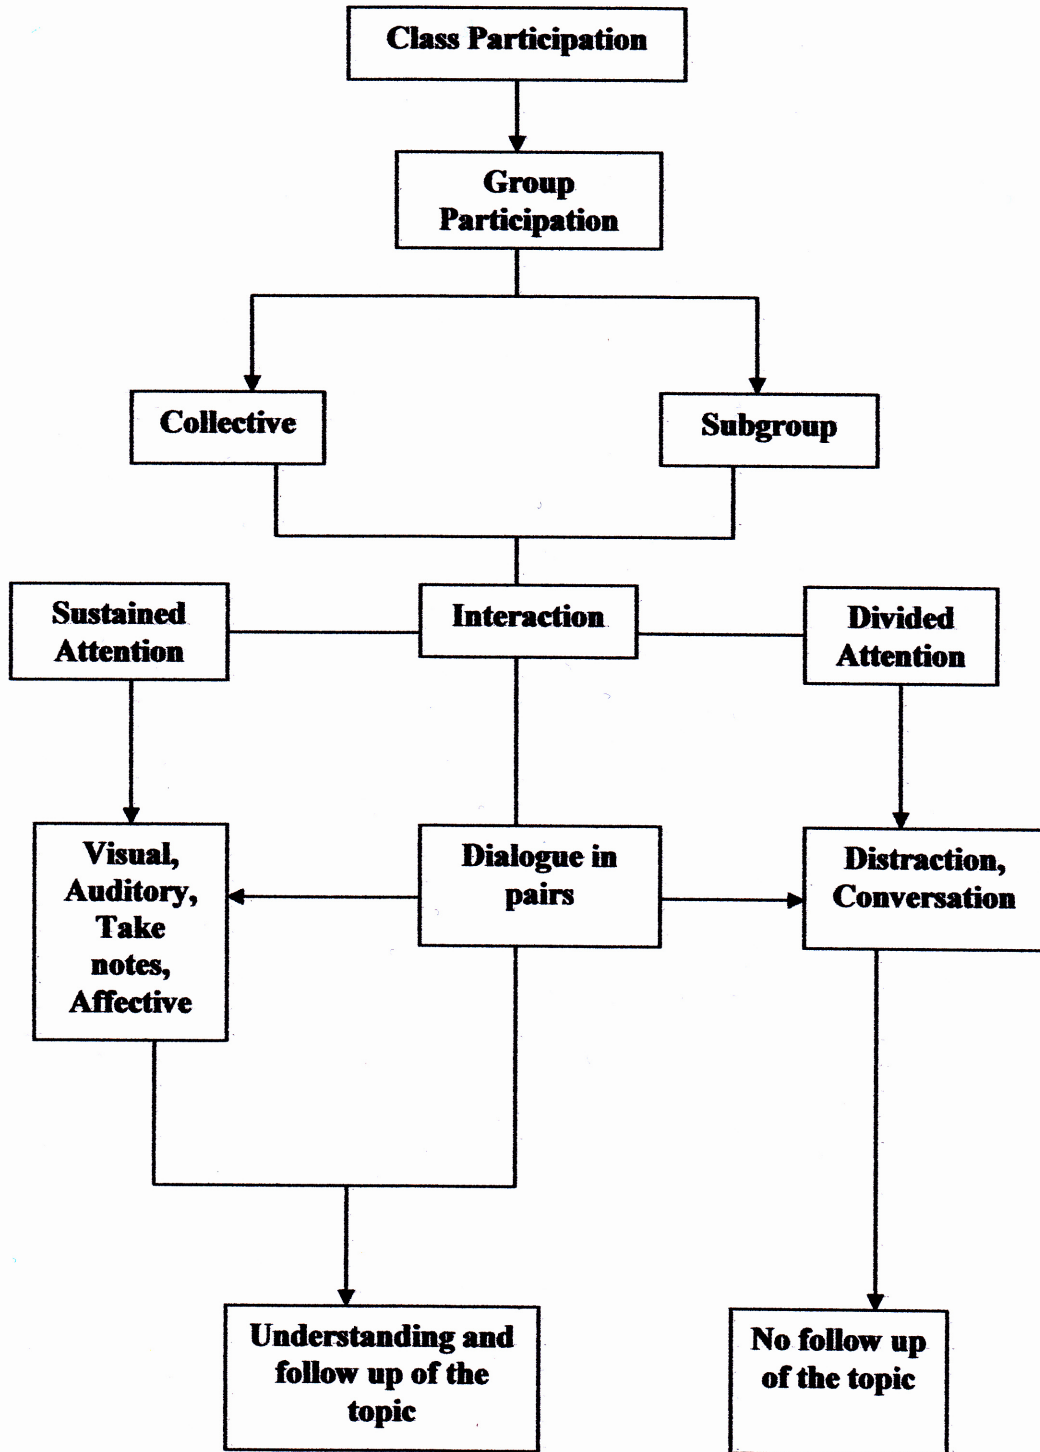 Class Participation
Group
Participation
Collective
Subgroup
Sustained
Attention
Interaction
Divided
Attention
Visual,
Auditory,
Take
notes,
Affective
Dialogue in
pairs
Distraction,
Conversation
Understanding and
follow up of the
topic
No follow up
of the topic